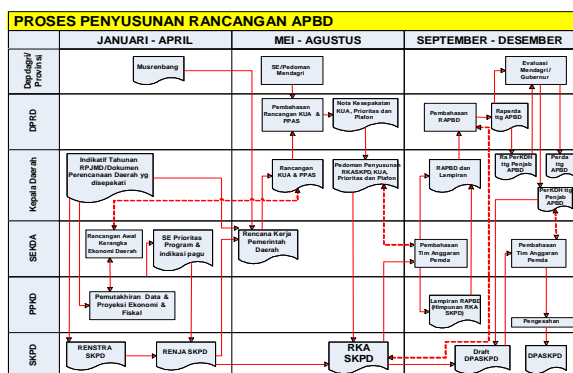 PROSES PENYUSUNAN RANCANGAN APBD
JANUARI - APRIL
MEI - AGUSTUS
SEPTEMBER - DESEMBER
Depdagri/
Provinsi
Musrenbang
SE/Pedoman
Mendagri
Evaluasi
Mendagri/
Gubernur
DPRD
Pembahasan
Rancangan KUA &
PPAS
Nota Kesepakatan
KUA, Prioritas dan
Plafon
Pembahasan
RAPBD
Raperda
ttg APBD
Kepala Daerah
Indikatif Tahunan
RPJMD/Dokumen
Perencanaan Daerah yg
disepakati
Rancangan
KUA & PPAS
Pedoman Penyusunan
RKASKPD,KUA,
Prioritas dan Plafon
RAPBD dan
Lampiran
Ra PerKDH
ttg Penjab
APBD
Perda
ttg
APBD
PerKDH ttg
Penjab
APBD
SEKDA
Rancangan Awal
Kerangka
Ekonomi Daerah
SE Prioritas
Program &
indikasi pagu
Rencana Kerja
Pemerintah
Daerah
Pembahasan
Tim Anggaran
Pemda
Pembahasan
Tim Anggaran
Pemda
PPKD
Pemutakhiran Data &
Proyeksi Ekonomi &
Fiskal
Lampiran RAPBD
(Himpunan RKA
SKPD)
Pengesahan
SKPD
RENSTRA
SKPD
RENJA SKPD
RKA
SKPD
Draft
DPASKPD
DPASKPD